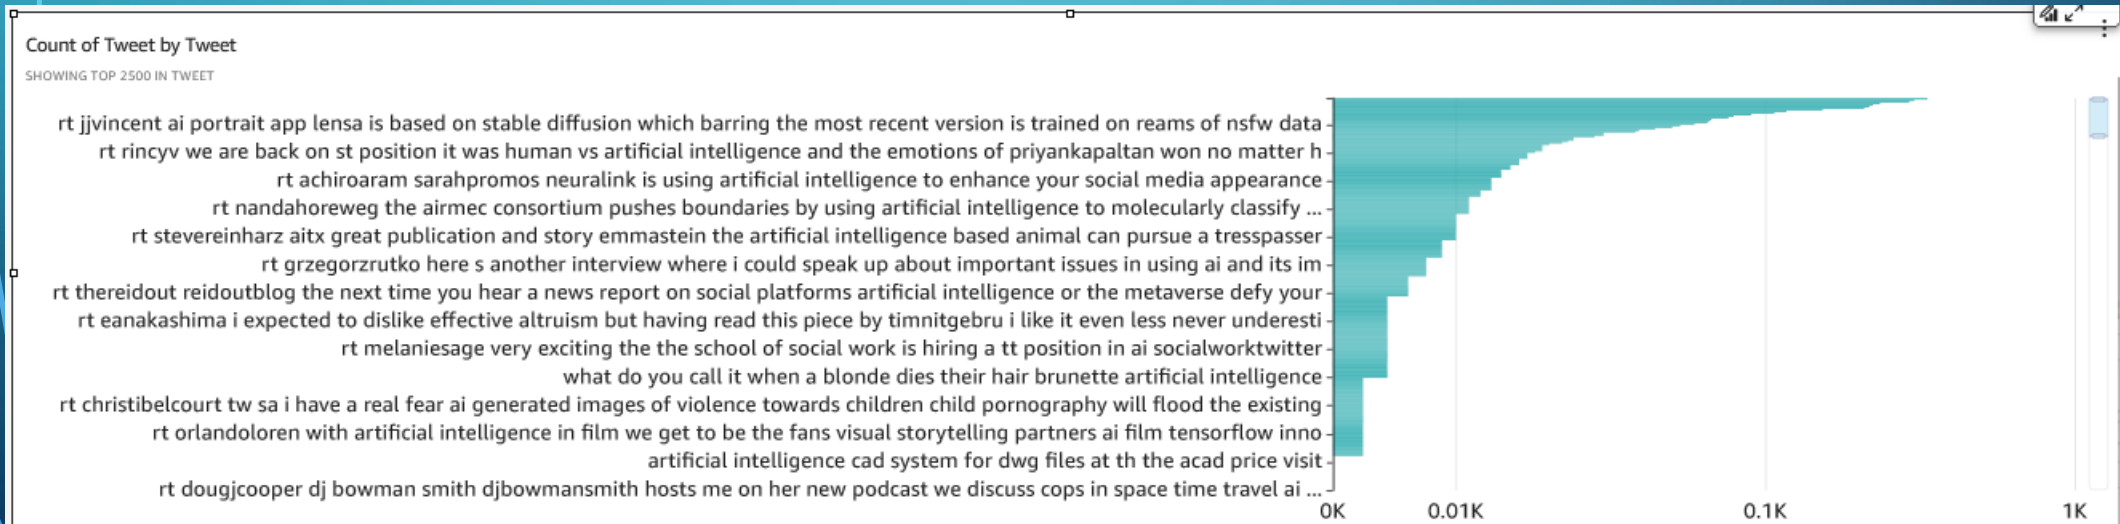 Count of Tweet by Tweet
SHOWING TOP 2500 IN TWEET
rt jjvincent ai portrait app lensa is based on stable diffusion which barring the most recent version is trained on reams of nsfw data
rt rincyv we are back on st position it was human vs artificial intelligence and the emotions of priyankapaltan won no matter h
rt achiroaram sarahpromos neuralink is using artificial intelligence to enhance your social media appearance
rt nandahoreweg the airmec consortium pushes boundaries by using artificial intelligence to molecularly classify ...
rt stevereinharz aitx great publication and story emmastein the artificial intelligence based animal can pursue a tresspasser
rt grzegorzrutko here s another interview where i could speak up about important issues in using ai and its im
rt thereidout reidoutblog the next time you hear a news report on social platforms artificial intelligence or the metaverse defy your
rt eanakashima i expected to dislike effective altruism but having read this piece by timnitgebru i like it even less never underesti
rt melaniesage very exciting the the school of social work is hiring a tt position in ai socialworktwitter
what do you call it when a blonde dies their hair brunette artificial intelligence
rt christibelcourt tw sa i have a real fear ai generated images of violence towards children child pornography will flood the existing
rt orlandoloren with artificial intelligence in film we get to be the fans visual storytelling partners ai film tensorflow inno
artificial intelligence cad system for dwg files at th the acad price visit
rt dougjcooper dj bowman smith djbowmansmith hosts me on her new podcast we discuss cops in space time travel ai ...
0K 0.01K 0.1K 1K